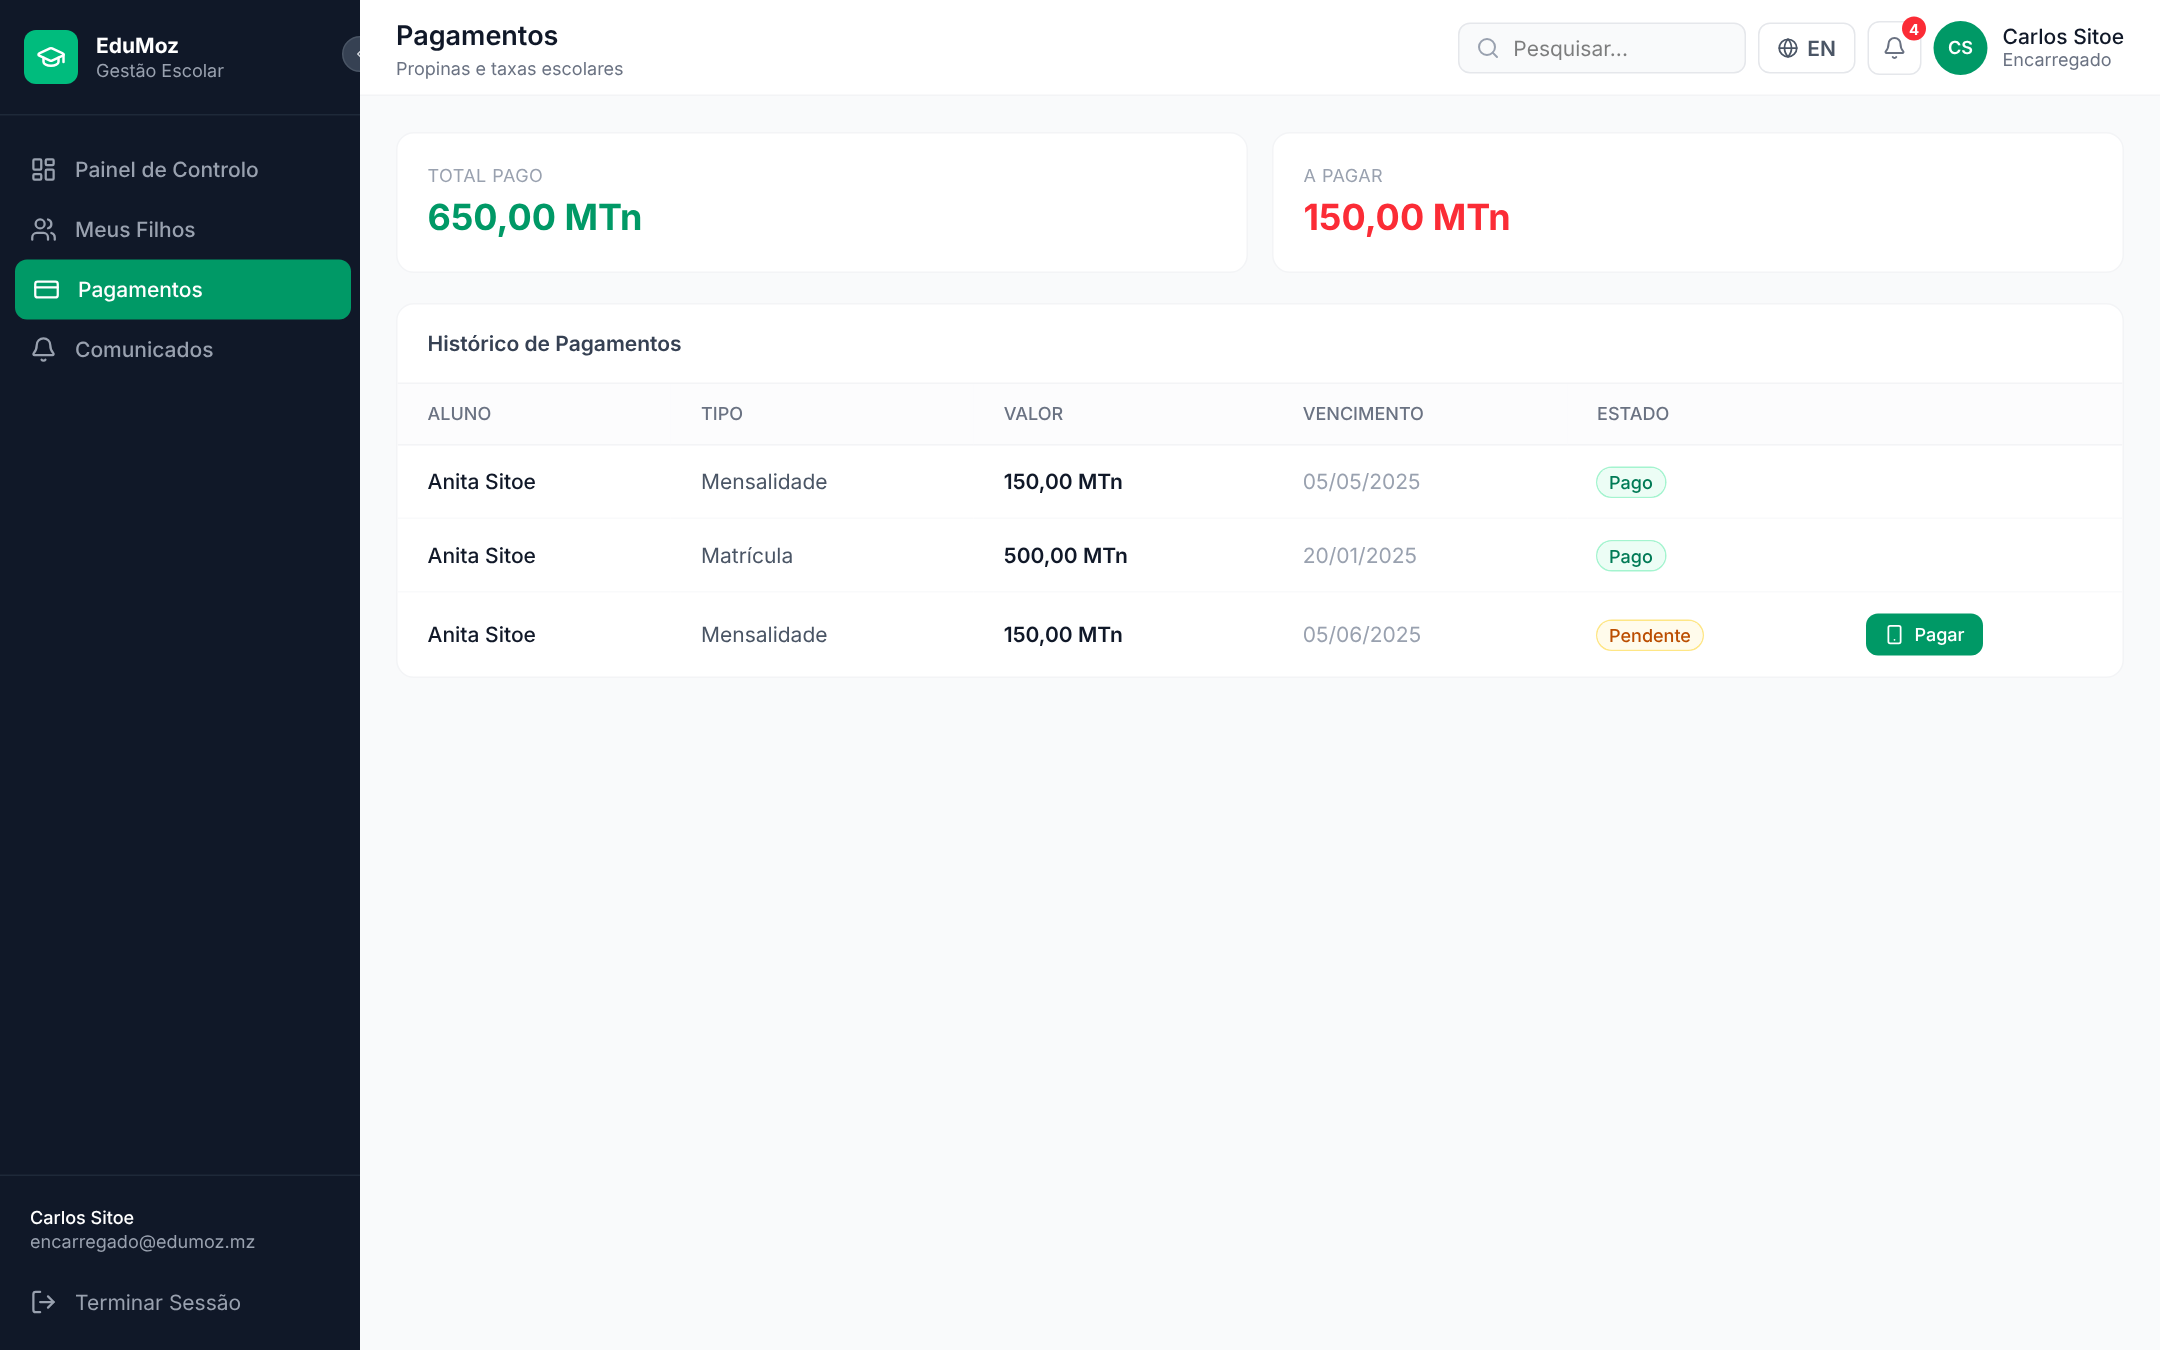 EduMoz
Gestão Escolar
Painel de Controlo
Meus Filhos
Pagamentos
Comunicados
Carlos Sitoe
encarregado@edumoz.mz
Terminar Sessão
Pagamentos
Propinas e taxas escolares
Pesquisar...
EN
4
CS
Carlos Sitoe
Encarregado
TOTAL PAGO
650,00 MTn
A PAGAR
150,00 MTn
Histórico de Pagamentos
ALUNO TIPO VALOR VENCIMENTO ESTADO
Anita Sitoe Mensalidade 150,00 MTn 05/05/2025 Pago
Anita Sitoe Matrícula 500,00 MTn 20/01/2025 Pago
Anita Sitoe Mensalidade 150,00 MTn 05/06/2025 Pendente Pagar